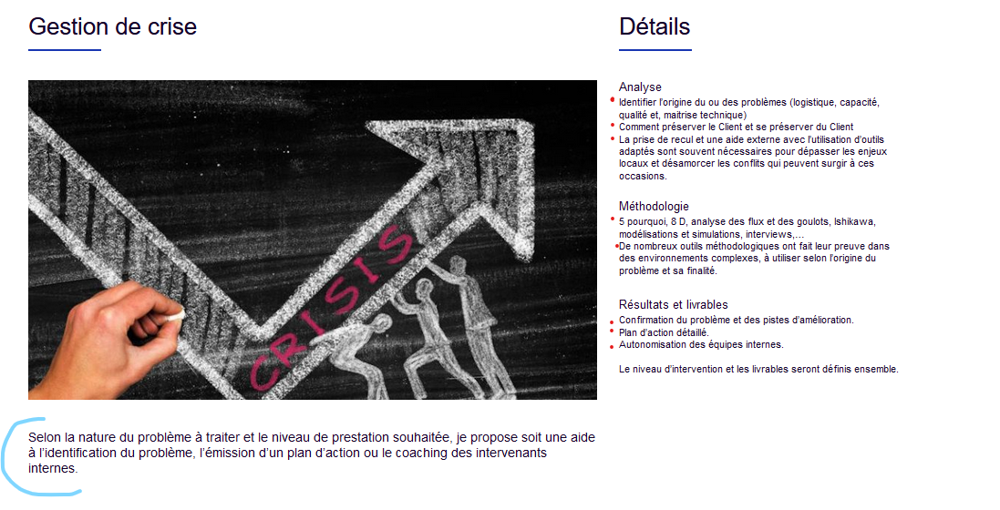 Gestion de crise
CRISIS
Selon la nature du problème à traiter et le niveau de prestation souhaitée, je propose soit une aide
à l'identification du problème, l'émission d'un plan d'action ou le coaching des intervenants
internes.
Détails
Analyse
Identifier l'origine du ou des problèmes (logistique, capacité,
qualité et, maitrise technique)
Comment préserver le Client et se préserver du Client
La prise de recul et une aide externe avec l'utilisation d'outils
adaptés sont souvent nécessaires pour dépasser les enjeux
locaux et désamorcer les conflits qui peuvent surgir à ces
occasions.
Méthodologie
5 pourquoi, 8 D, analyse des flux et des goulots, Ishikawa,
modélisations et simulations, interviews,…
De nombreux outils méthodologiques ont fait leur preuve dans
des environnements complexes, à utiliser selon l'origine du
problème et sa finalité.
Résultats et livrables
Confirmation du problème et des pistes d'amélioration.
Plan d'action détaillé.
Autonomisation des équipes internes.
Le niveau d'intervention et les livrables seront définis ensemble.